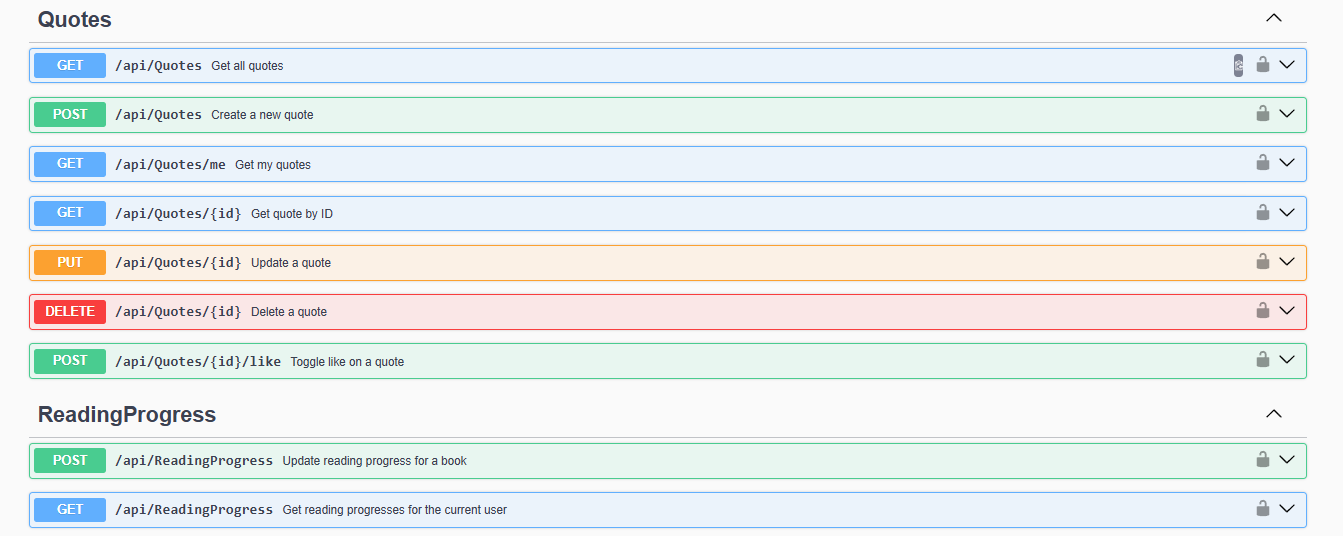 Quotes
GET /api/Quotes Get all quotes
POST /api/Quotes Create a new quote
GET /api/Quotes/me Get my quotes
GET /api/Quotes/{id} Get quote by ID
PUT /api/Quotes/{id} Update a quote
DELETE /api/Quotes/{id} Delete a quote
POST /api/Quotes/{id}/like Toggle like on a quote
ReadingProgress
POST /api/ReadingProgress Update reading progress for a book
GET /api/ReadingProgress Get reading progresses for the current user